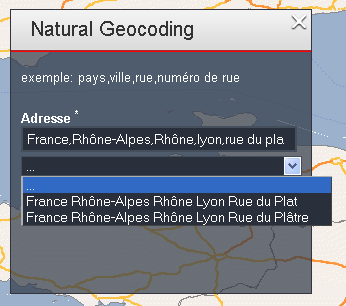 Natural Geocoding
exemple: pays,ville,rue,numéro de rue
Adresse *
France,Rhône-Alpes,Rhône,lyon,rue du pla
...
...
France Rhône-Alpes Rhône Lyon Rue du Plat
France Rhône-Alpes Rhône Lyon Rue du Plâtre